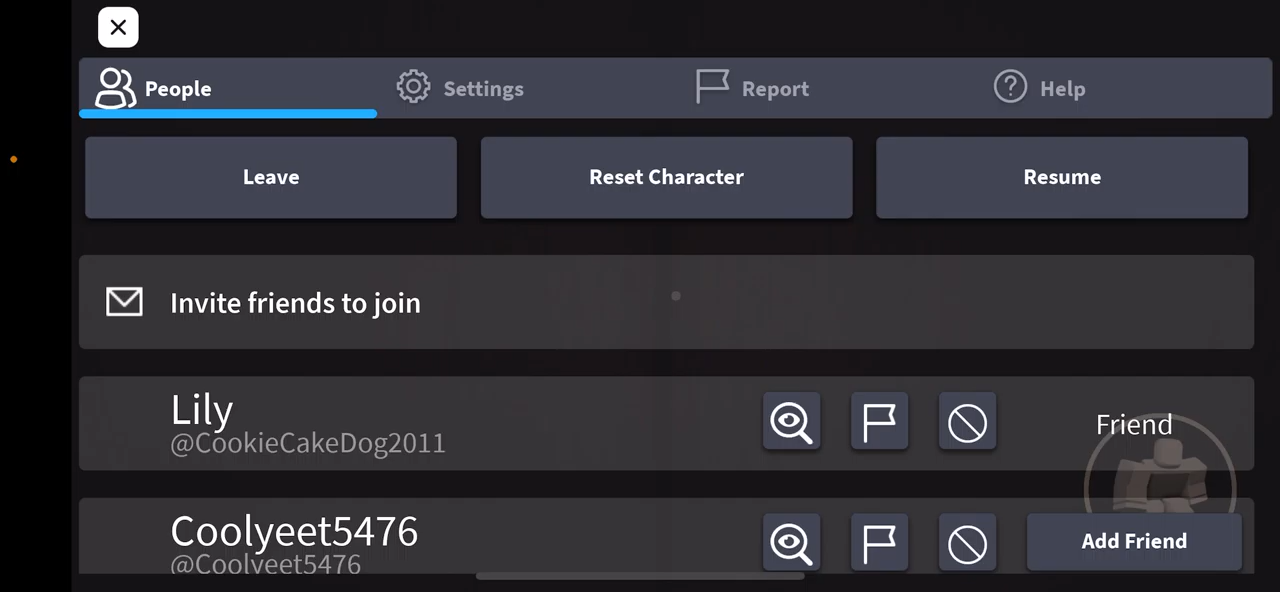 People
Settings
Report
Help
Leave
Reset Character
Resume
Invite friends to join
Lily
@CookieCakeDog2011
Friend
Coolyeet5476
@Coolyeet5476
Add Friend